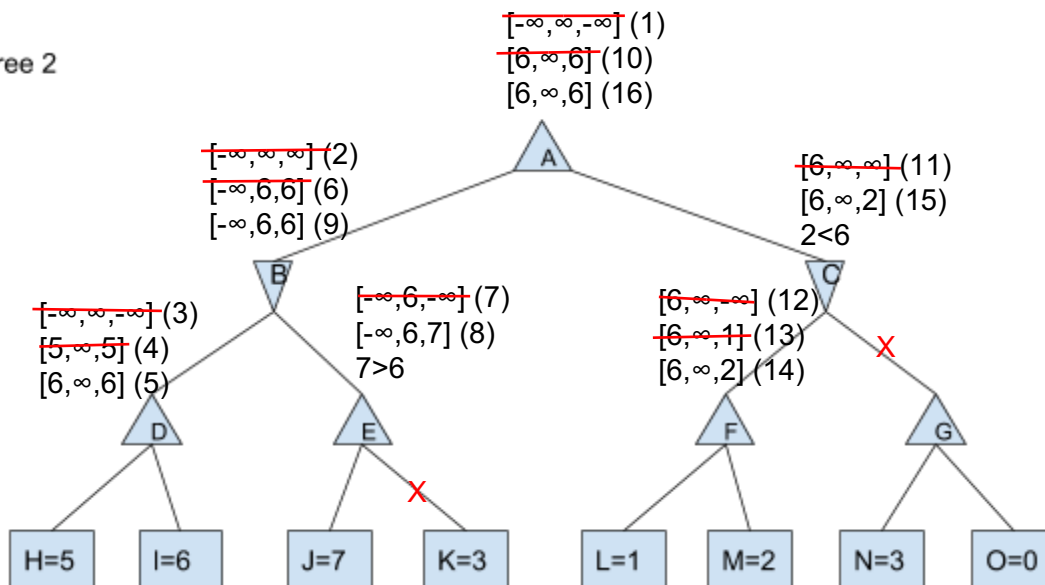 [-∞,∞,-∞] (1)
[6,∞,6] (10)
[6,∞,6] (16)
ree 2
A
[-∞,∞,∞] (2)
[-∞,6,6] (6)
[-∞,6,6] (9)
[6,∞,∞] (11)
[6,∞,2] (15)
2<6
B
C
[-∞,∞,-∞] (3)
[5,∞,5] (4)
[6,∞,6] (5)
[-∞,6,-∞] (7)
[-∞,6,7] (8)
7>6
[6,∞,-∞] (12)
[6,∞,1] (13)
[6,∞,2] (14)
X
D
E
F
G
X
H=5
I=6
J=7
K=3
L=1
M=2
N=3
O=0